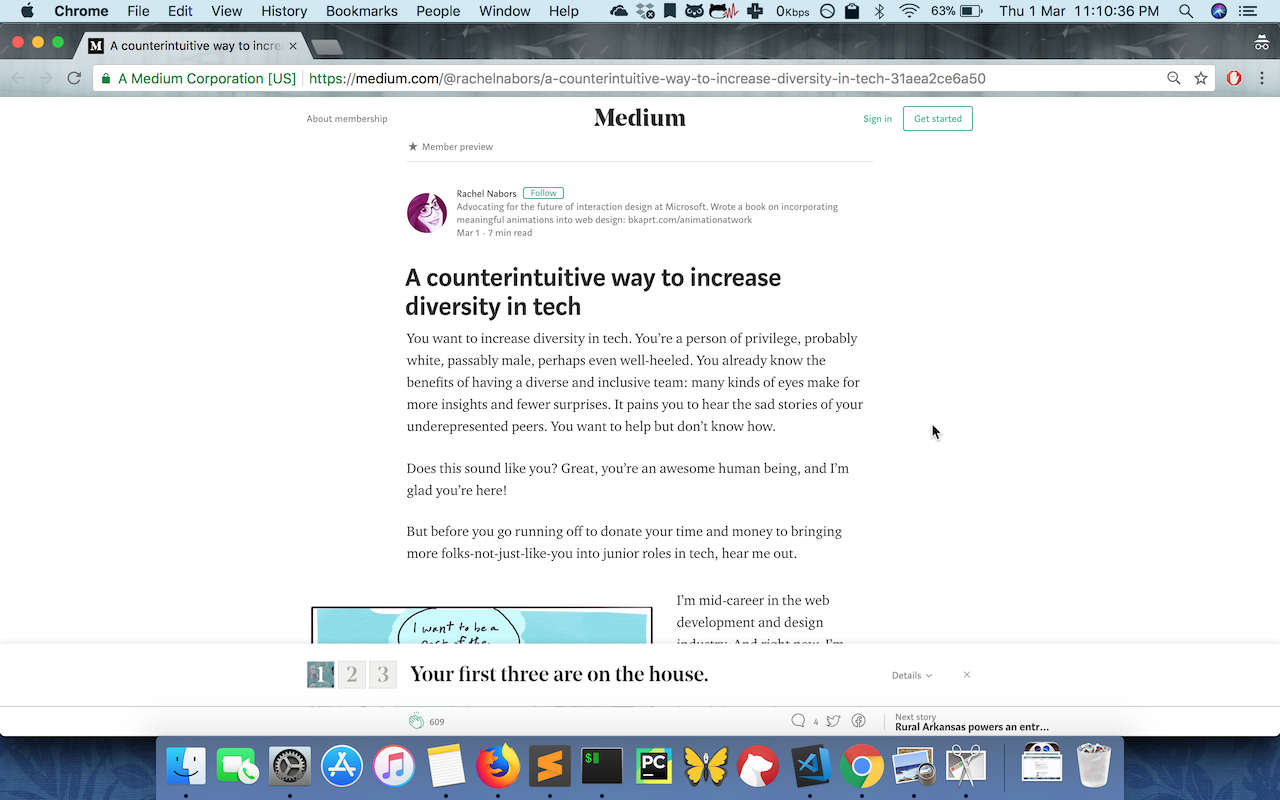 Chrome File Edit View History Bookmarks People Window Help 0Kbps 63% Thu 1 Mar 11:10:36 PM
M A counterintuitive way to incre
A Medium Corporation [US] https://medium.com/@rachelnabors/a-counterintuitive-way-to-increase-diversity-in-tech-31aea2ce6a50
About membership Medium Sign in Get started
Member preview
Rachel Nabors Follow
Advocating for the future of interaction design at Microsoft. Wrote a book on incorporating
meaningful animations into web design: bkaprt.com/animationatwork
Mar 1 · 7 min read
A counterintuitive way to increase
diversity in tech
You want to increase diversity in tech. You’re a person of privilege, probably
white, passably male, perhaps even well-heeled. You already know the
benefits of having a diverse and inclusive team: many kinds of eyes make for
more insights and fewer surprises. It pains you to hear the sad stories of your
underepresented peers. You want to help but don’t know how.
Does this sound like you? Great, you’re an awesome human being, and I’m
glad you’re here!
But before you go running off to donate your time and money to bringing
more folks-not-just-like-you into junior roles in tech, hear me out.
I’m mid-career in the web
development and design
industry. And right now, I’m
I want to be a
part of the
1 2 3 Your first three are on the house. Details
609 4 Next story
Rural Arkansas powers an entr...
$ PC